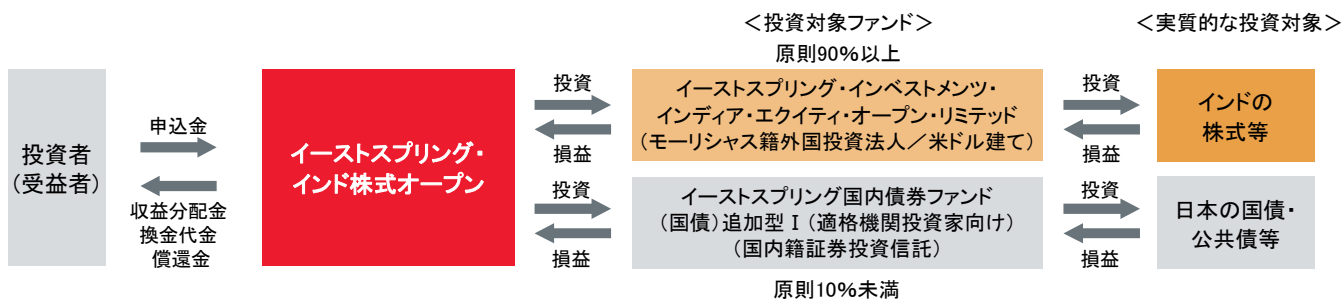 ＜投資対象ファンド＞
＜実質的な投資対象＞
原則90%以上
投資者
(受益者)
申込金
収益分配金
換金代金
償還金
イーストスプリング・
インド株式オープン
投資
損益
イーストスプリング・インベストメンツ・
インディア・エクイティ・オープン・リミテッド
(モーリシャス籍外国投資法人／米ドル建て)
投資
損益
インドの
株式等
投資
損益
イーストスプリング国内債券ファンド
(国債)追加型Ⅰ(適格機関投資家向け)
(国内籍証券投資信託)
投資
損益
日本の国債・
公共債等
原則10%未満